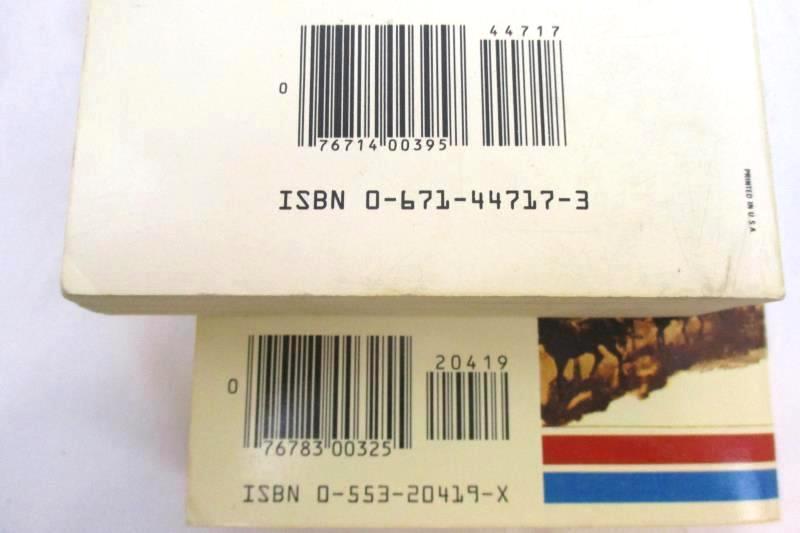 44717
0
76714 00395
ISBN 0-671-44717-3
PRINTED IN U.S.A.
20419
0
76783 00325
ISBN 0-553-20419-X